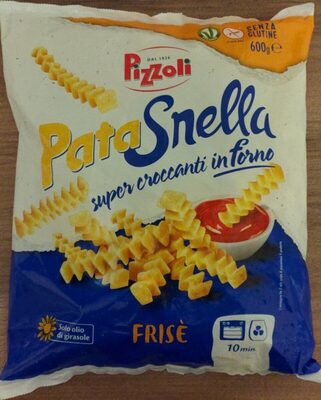 SENZA
GLUTINE
600g e
DAL 1926
Pizzoli
PataSnella
super croccanti in forno
Solo olio
di girasole
FRISÈ
10 min